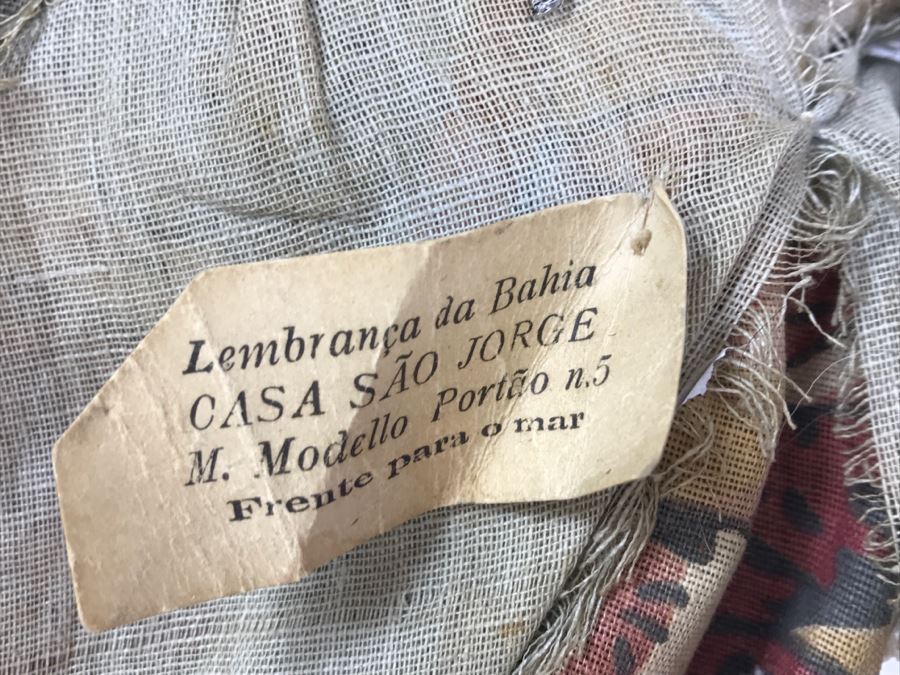 Lembrança da Bahia
CASA SÃO JORGE
M. Modello Portão n.5
Frente para o mar